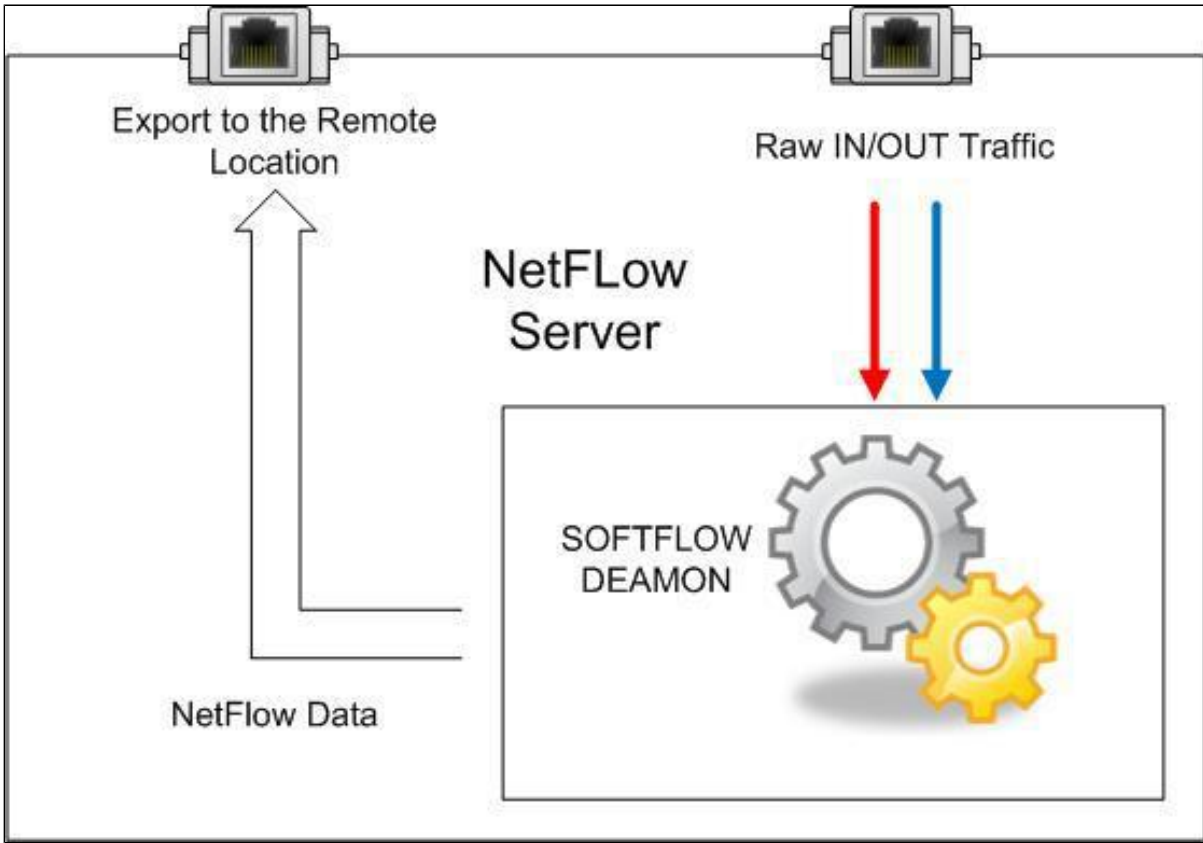 Export to the Remote
Location
Raw IN/OUT Traffic
NetFLow
Server
SOFTFLOW
DEAMON
NetFlow Data